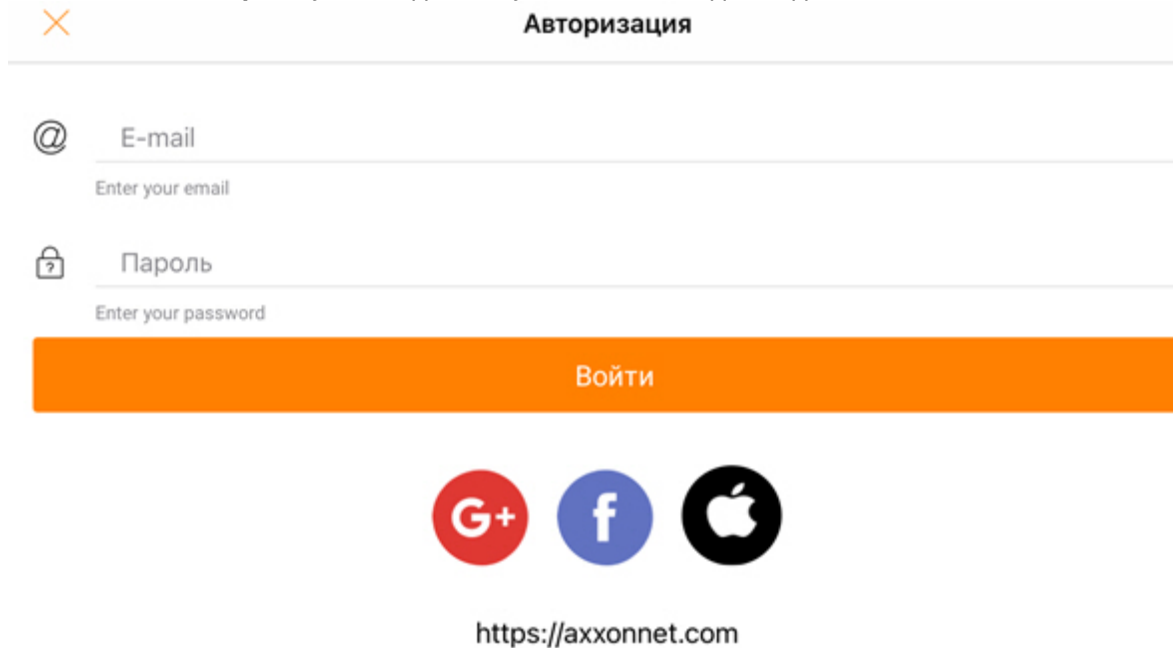 Авторизация
E-mail
Enter your email
Пароль
Enter your password
Войти
G+ f
https://axxonnet.com